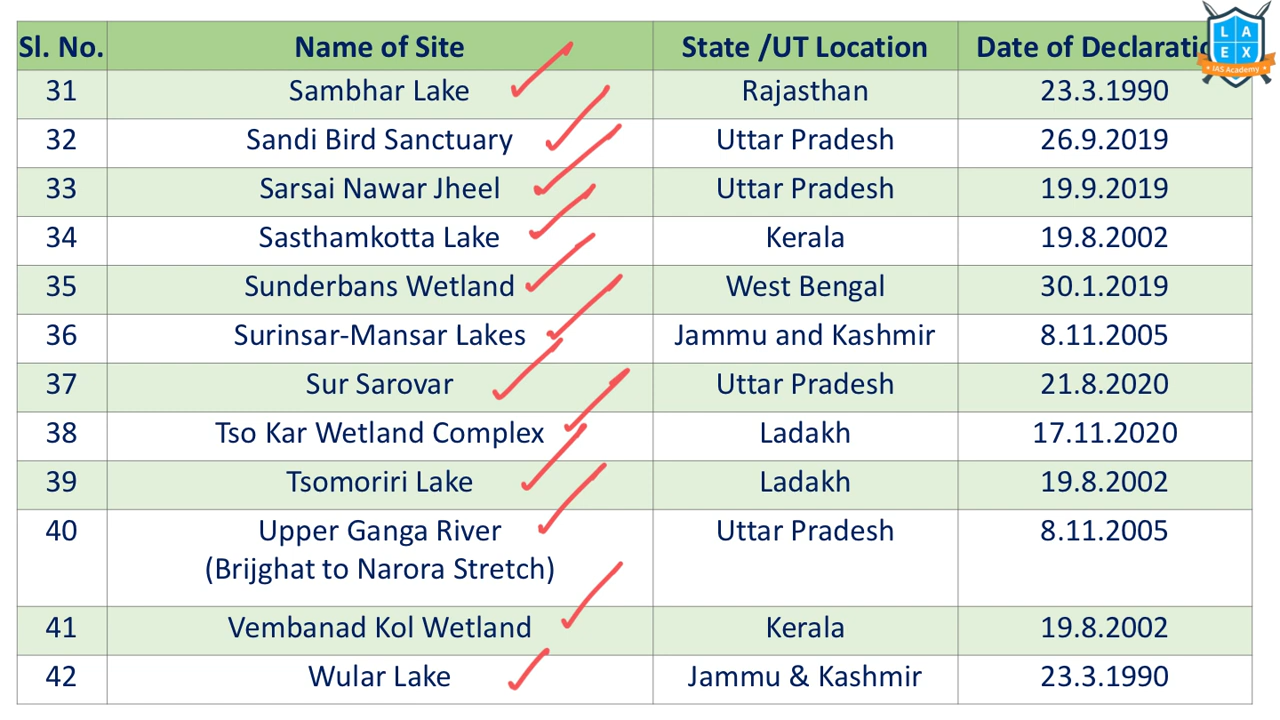 Sl. No. Name of Site State /UT Location Date of Declaratio
31 Sambhar Lake Rajasthan 23.3.1990
32 Sandi Bird Sanctuary Uttar Pradesh 26.9.2019
33 Sarsai Nawar Jheel Uttar Pradesh 19.9.2019
34 Sasthamkotta Lake Kerala 19.8.2002
35 Sunderbans Wetland West Bengal 30.1.2019
36 Surinsar-Mansar Lakes Jammu and Kashmir 8.11.2005
37 Sur Sarovar Uttar Pradesh 21.8.2020
38 Tso Kar Wetland Complex Ladakh 17.11.2020
39 Tsomoriri Lake Ladakh 19.8.2002
40 Upper Ganga River Uttar Pradesh 8.11.2005
(Brijghat to Narora Stretch)
41 Vembanad Kol Wetland Kerala 19.8.2002
42 Wular Lake Jammu & Kashmir 23.3.1990
L A
E X
IAS Academy